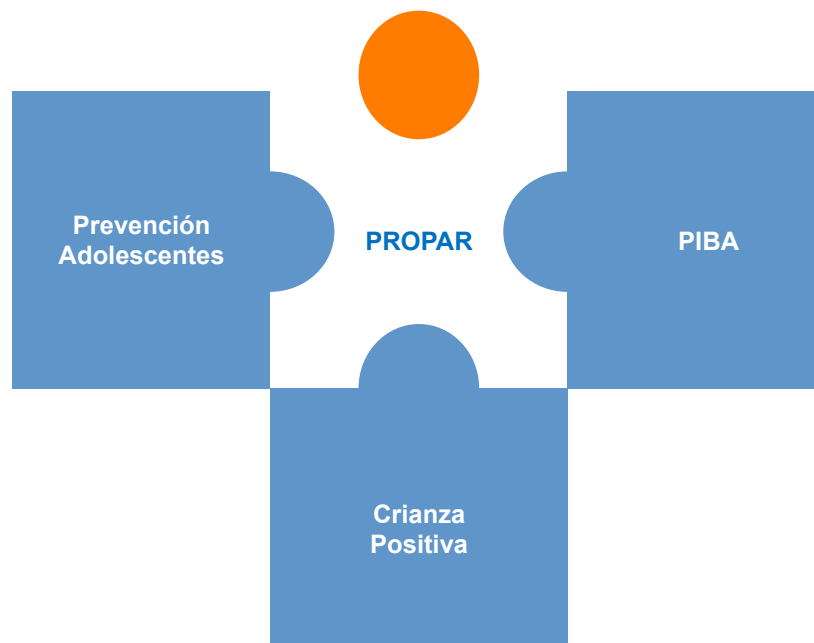 Prevención
Adolescentes
PROPAR
PIBA
Crianza
Positiva